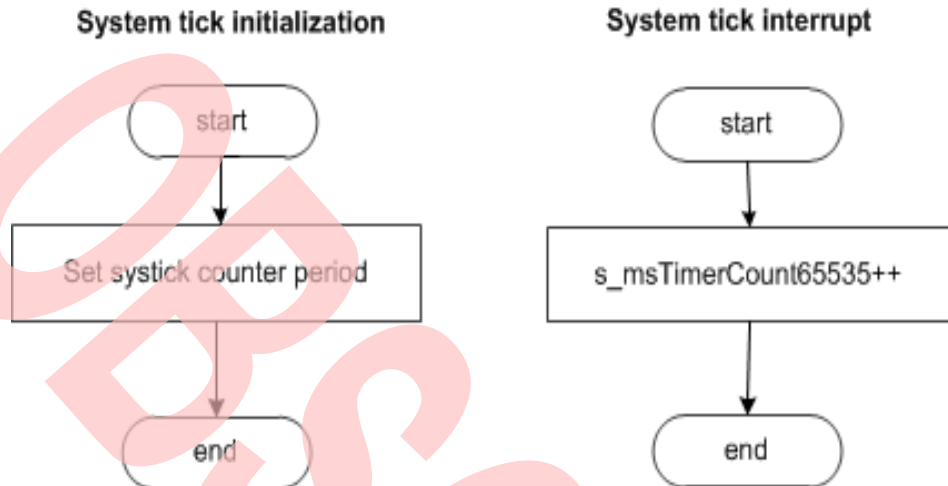 System tick initialization
System tick interrupt
start
start
Set systick counter period
s_msTimerCount65535++
end
end